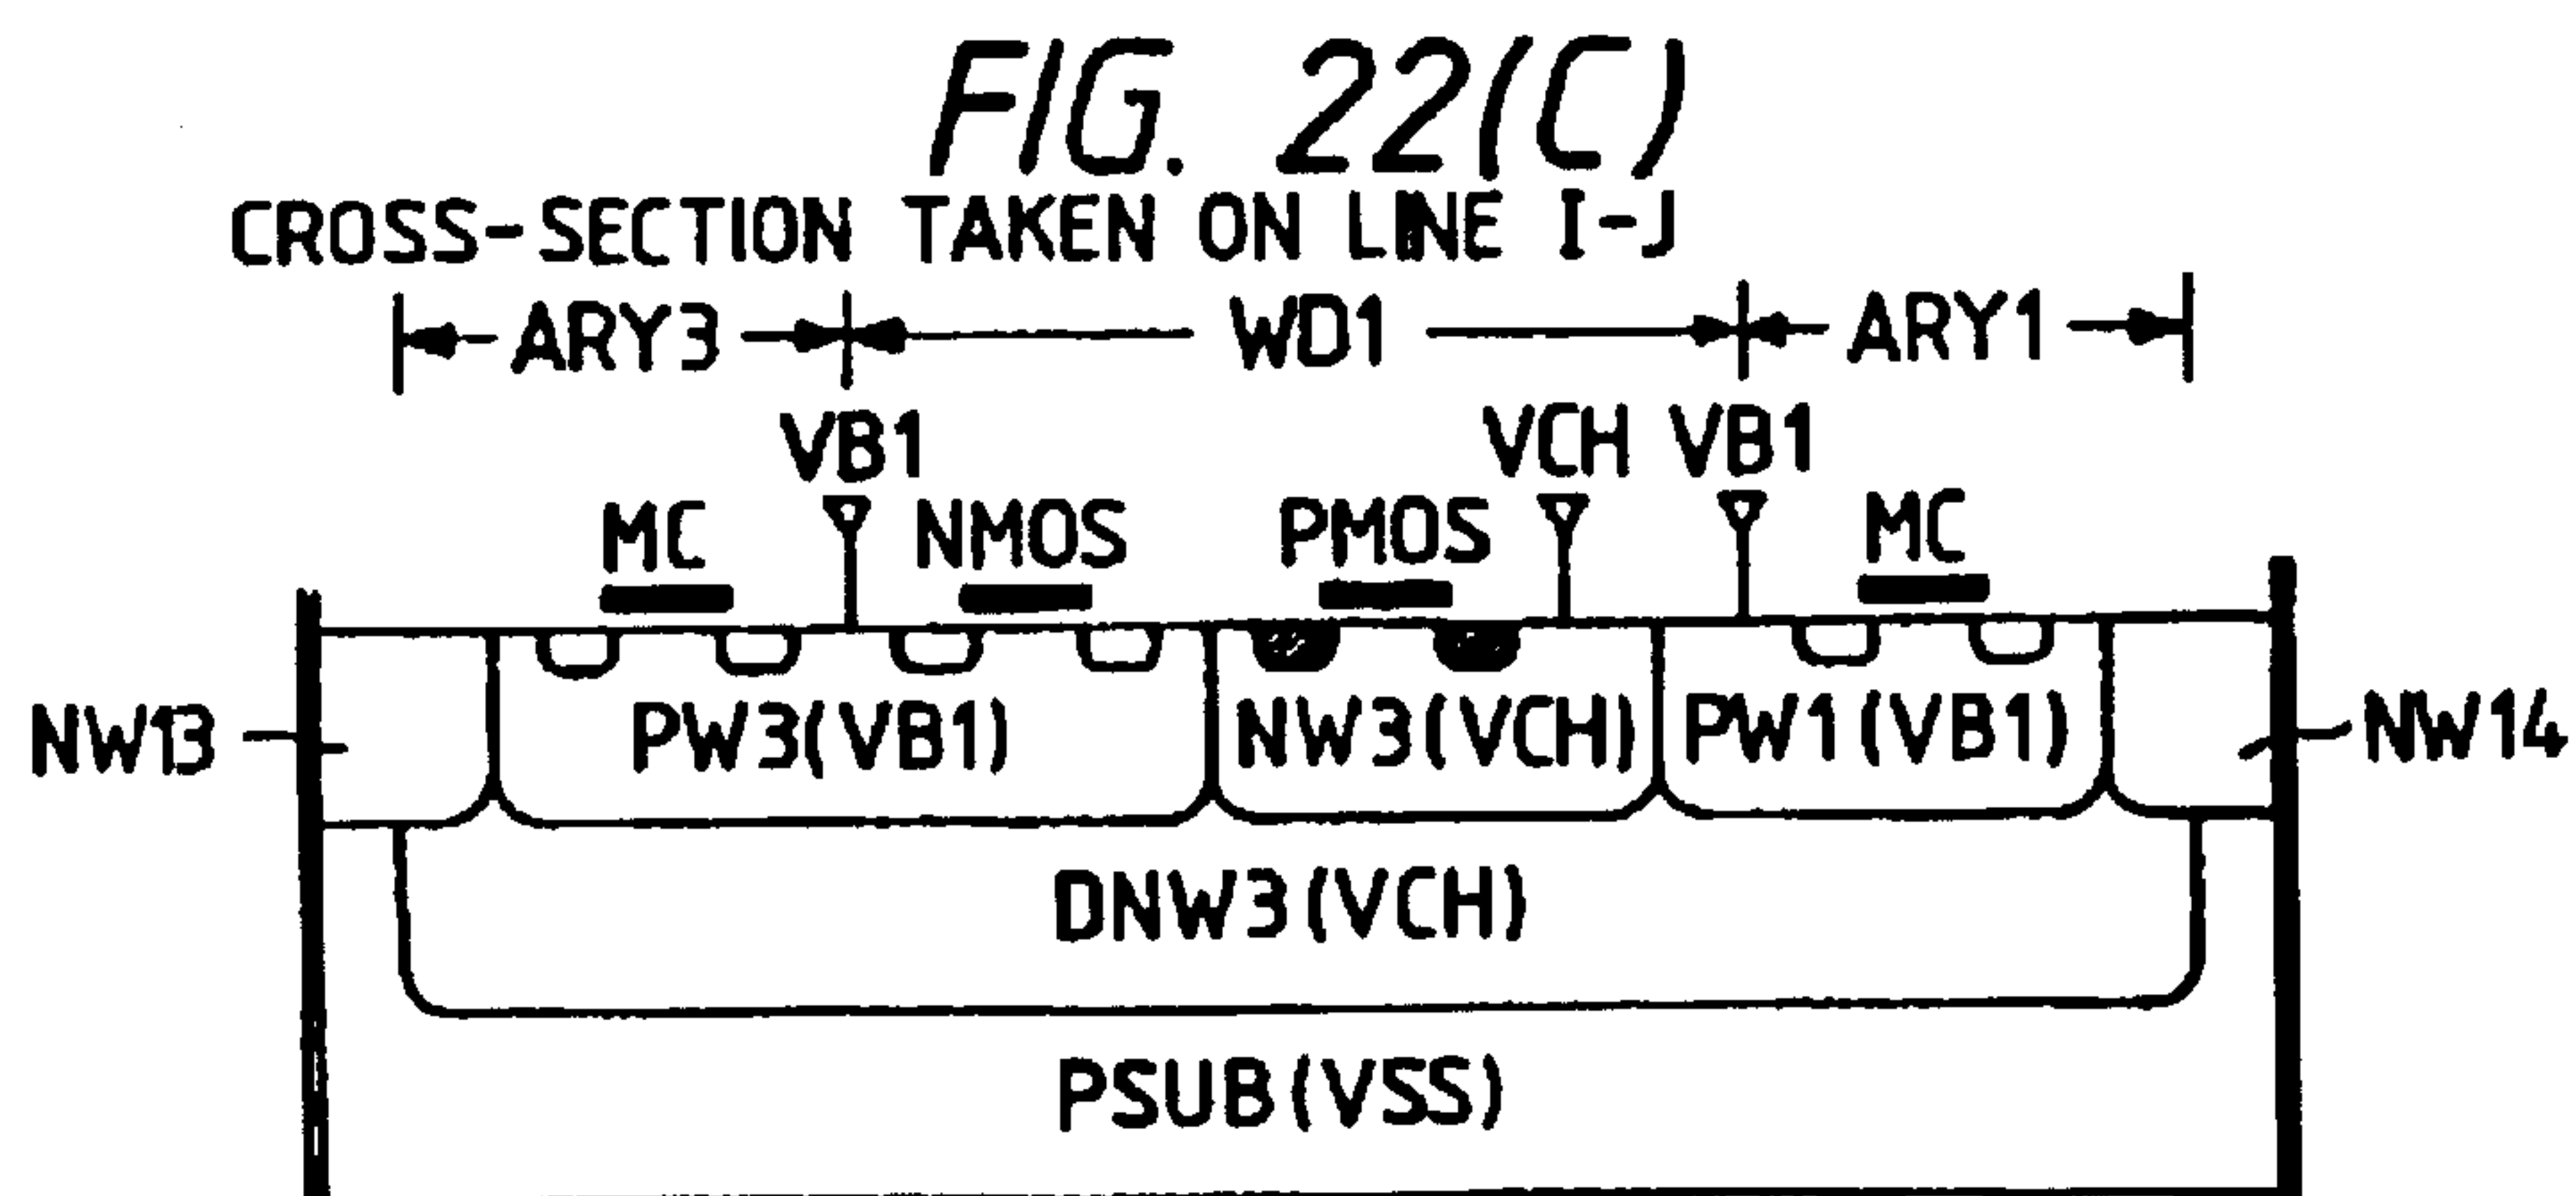 FIG. 22(C)
CROSS-SECTION TAKEN ON LINE I-J
ARY3 WD1 ARY1
VB1 VCH VB1
MC NMOS PMOS MC
NW13 PW3(VB1) NW3(VCH) PW1(VB1) NW14
DNW3(VCH)
PSUB(VSS)